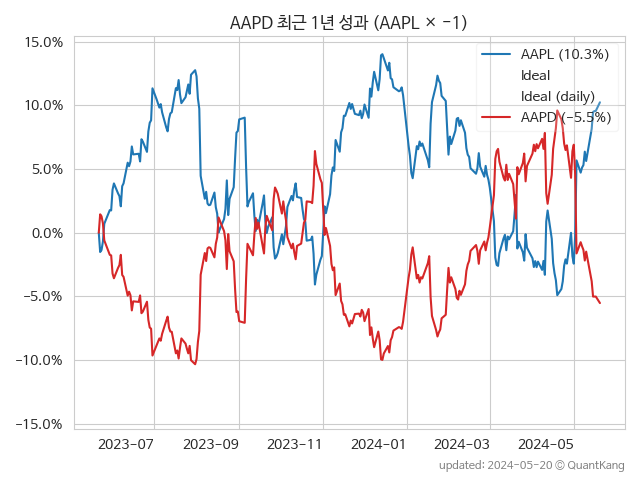 AAPD 최근 1년 성과 (AAPL × −1)
15.0%
10.0%
5.0%
0.0%
−5.0%
−10.0%
−15.0%
AAPL (10.3%)
Ideal
Ideal (daily)
AAPD (−5.5%)
2023−07 2023−09 2023−11 2024−01 2024−03 2024−05
updated: 2024−05−20 © QuantKang